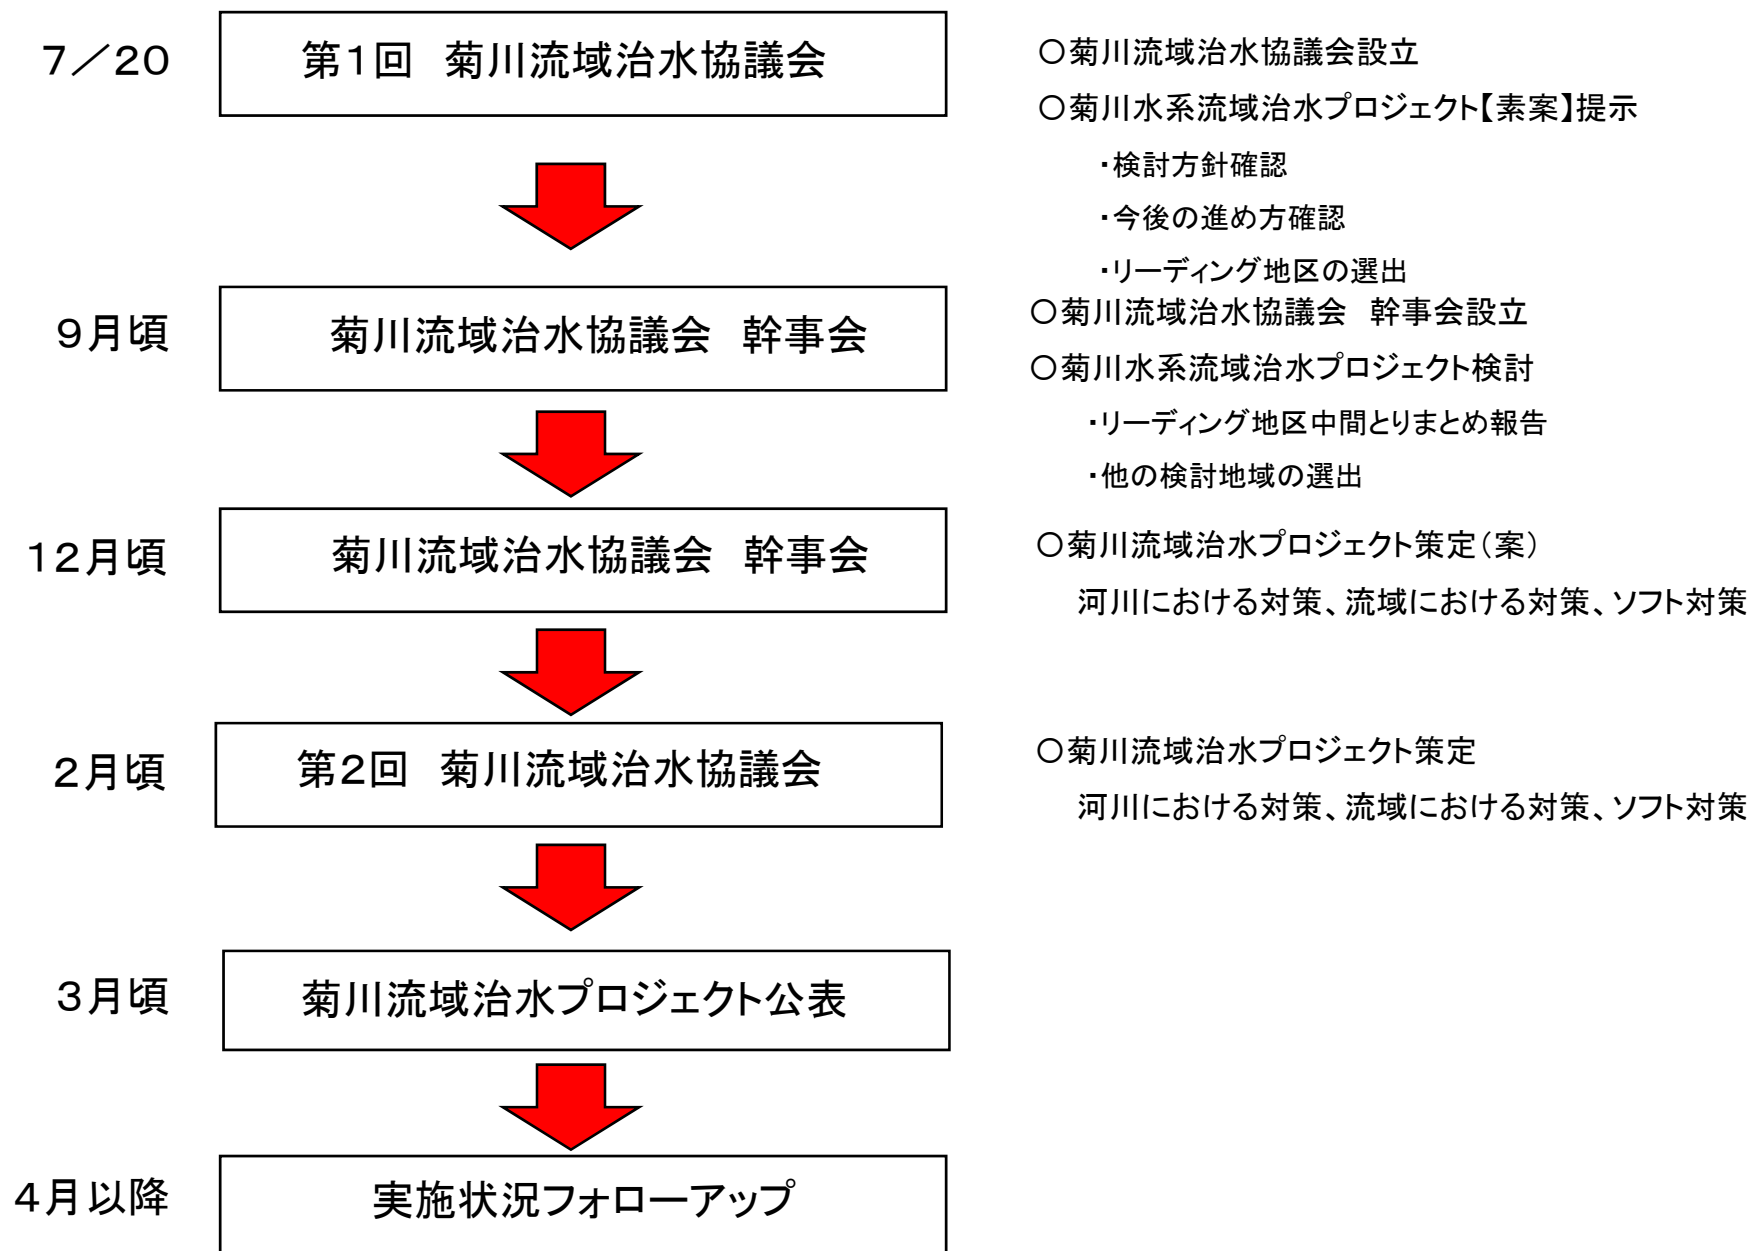 7／20
第1回　菊川流域治水協議会
○菊川流域治水協議会設立
○菊川水系流域治水プロジェクト【素案】提示
・検討方針確認
・今後の進め方確認
・リーディング地区の選出
9月頃
菊川流域治水協議会　幹事会
○菊川流域治水協議会　幹事会設立
○菊川水系流域治水プロジェクト検討
・リーディング地区中間とりまとめ報告
・他の検討地域の選出
12月頃
菊川流域治水協議会　幹事会
○菊川流域治水プロジェクト策定（案）
河川における対策、流域における対策、ソフト対策
2月頃
第2回　菊川流域治水協議会
○菊川流域治水プロジェクト策定
河川における対策、流域における対策、ソフト対策
3月頃
菊川流域治水プロジェクト公表
4月以降
実施状況フォローアップ